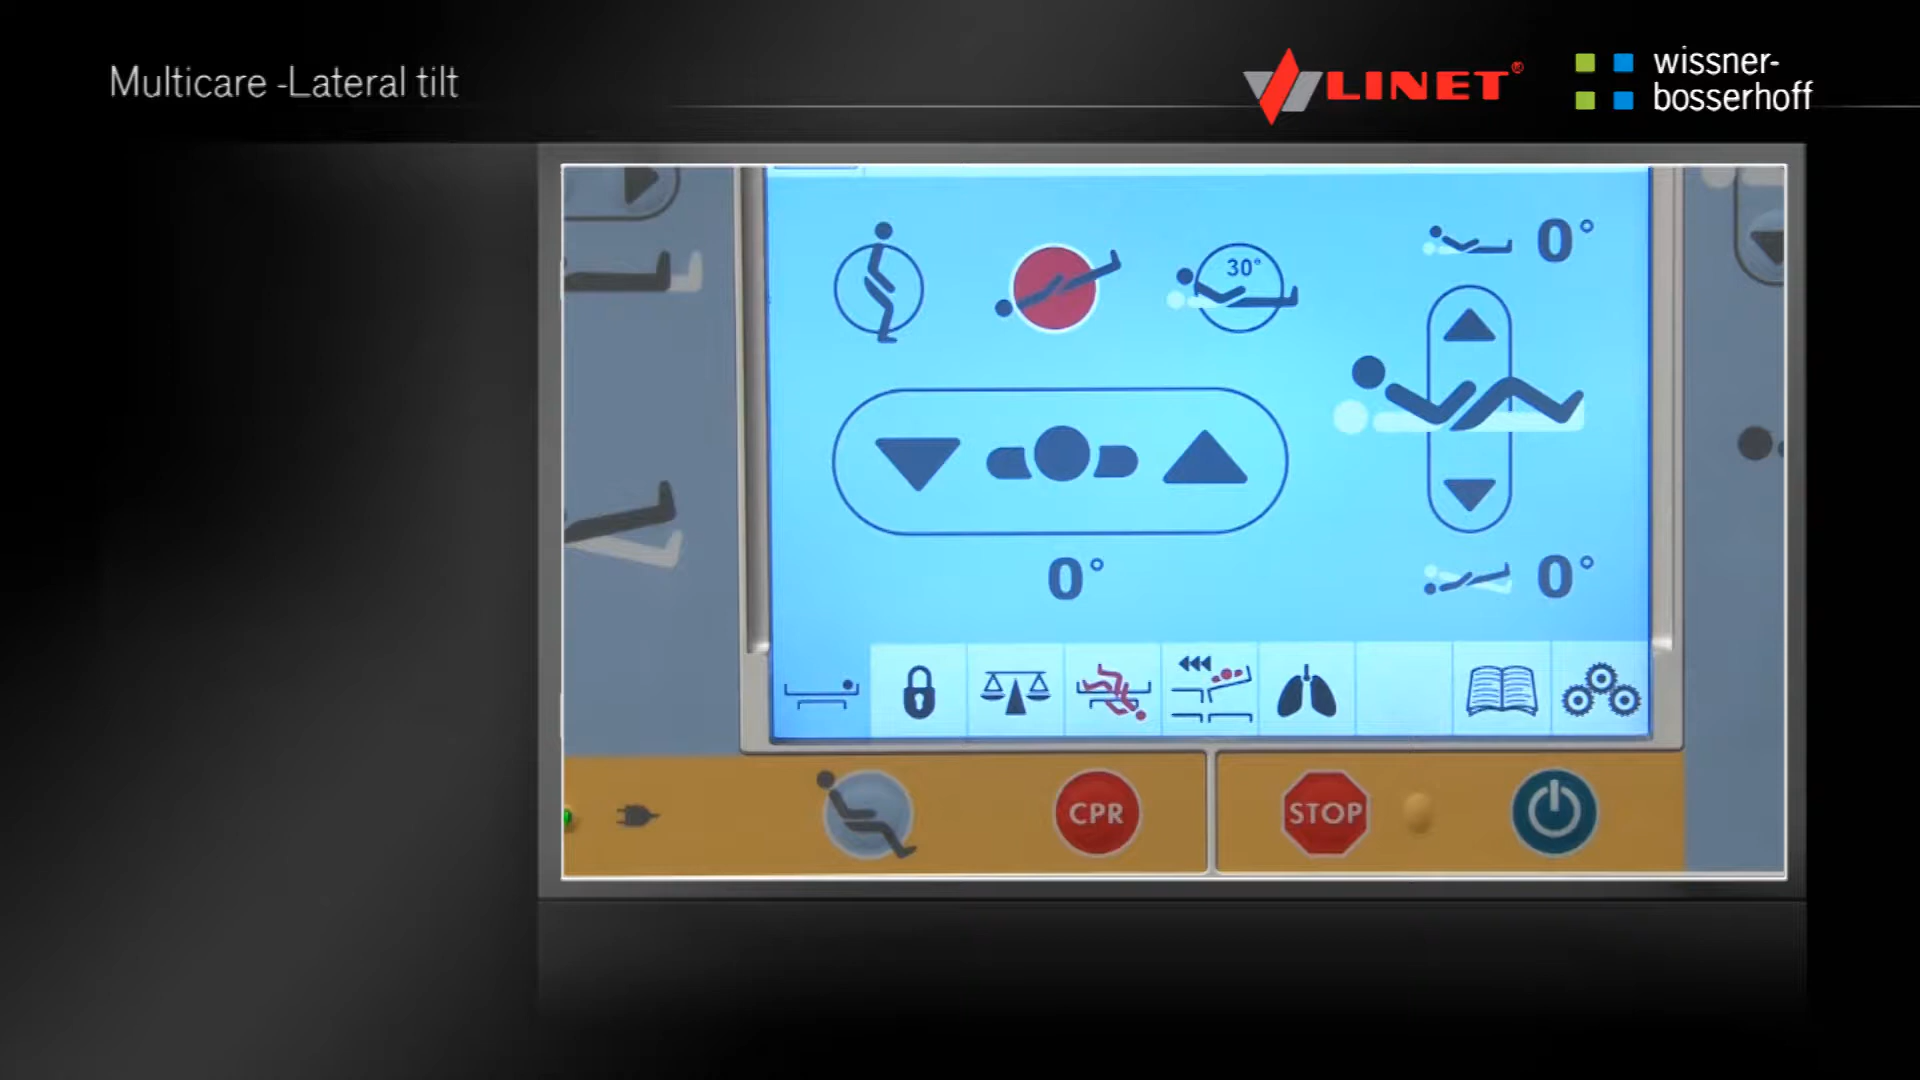 Multicare -Lateral tilt
LINET®
wissner-
bosserhoff
30°
0°
0°
0°
CPR
STOP